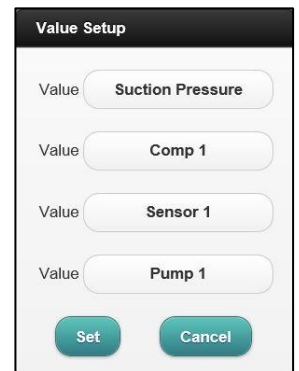 Value Setup
Value Suction Pressure
Value Comp 1
Value Sensor 1
Value Pump 1
Set Cancel